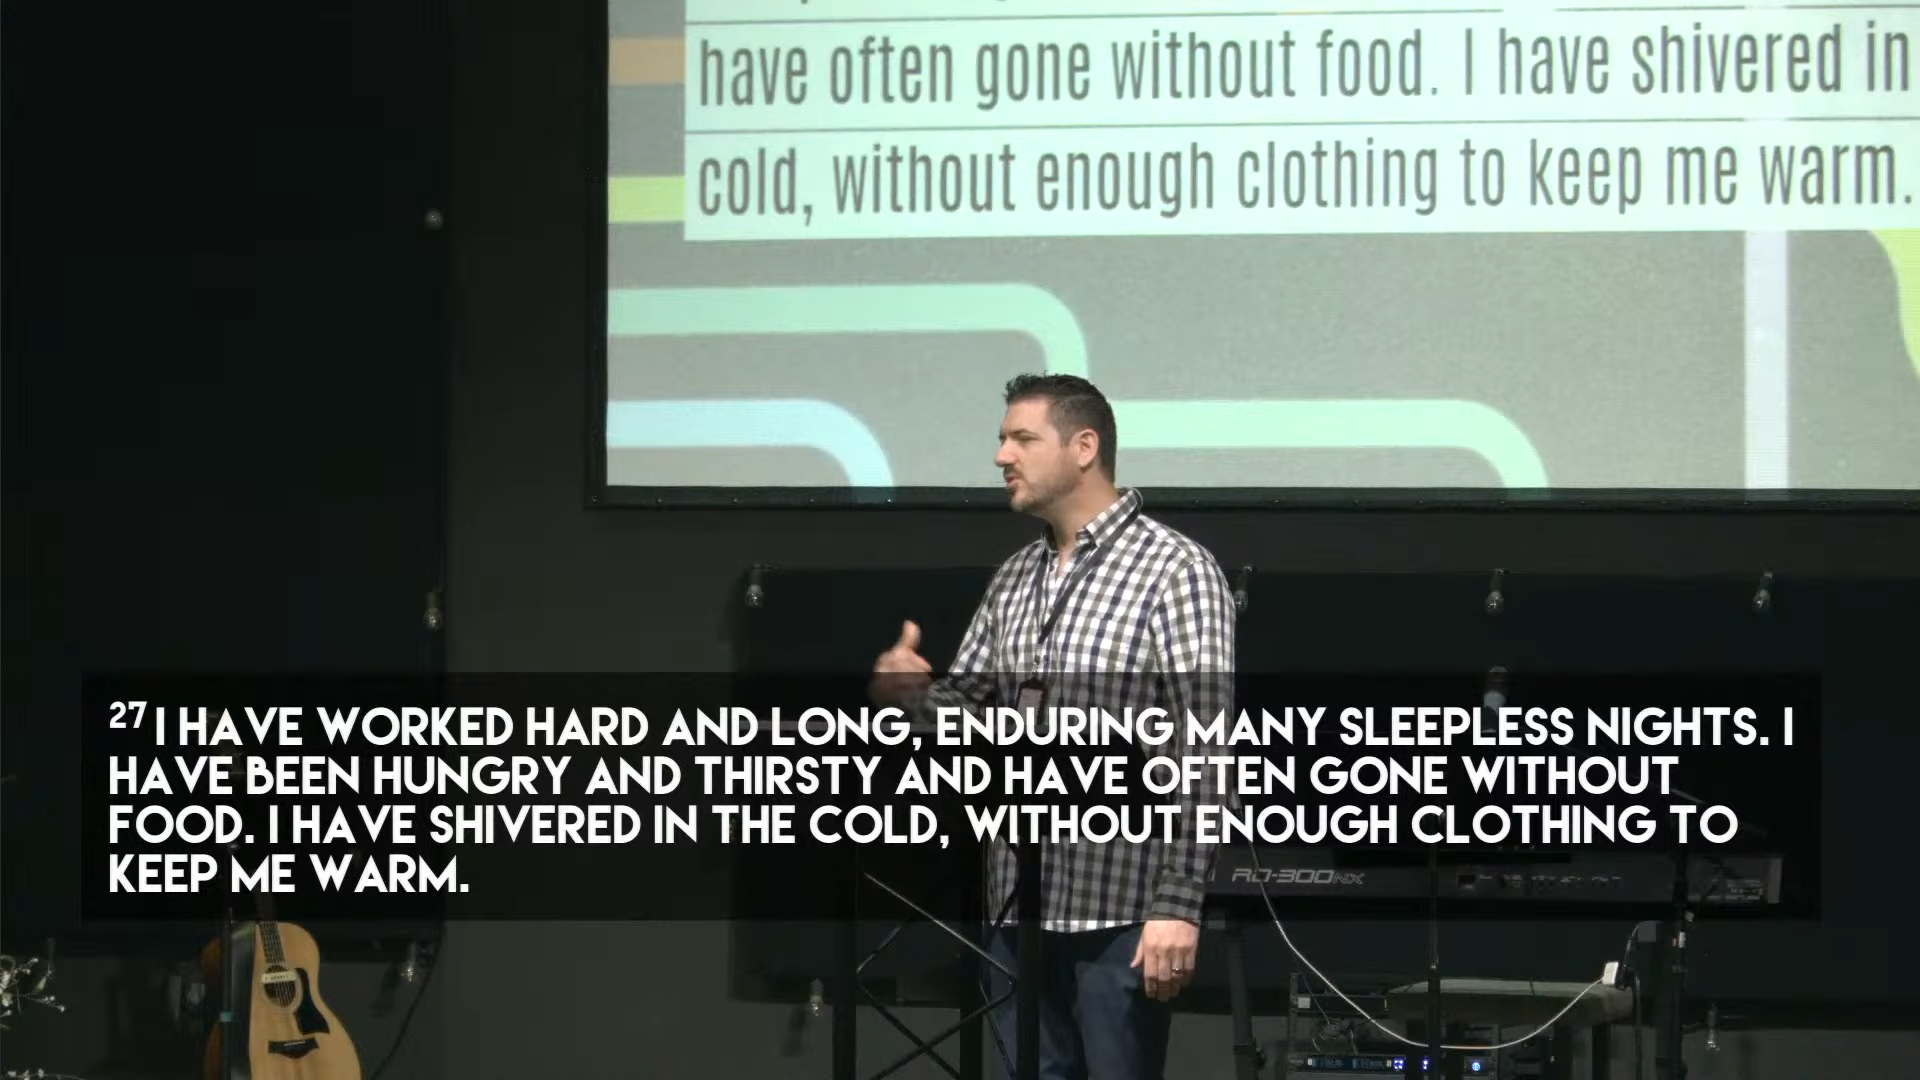 have often gone without food. I have shivered in
cold, without enough clothing to keep me warm.
27 I HAVE WORKED HARD AND LONG, ENDURING MANY SLEEPLESS NIGHTS. I
HAVE BEEN HUNGRY AND THIRSTY AND HAVE OFTEN GONE WITHOUT
FOOD. I HAVE SHIVERED IN THE COLD, WITHOUT ENOUGH CLOTHING TO
KEEP ME WARM.
RD-300NX